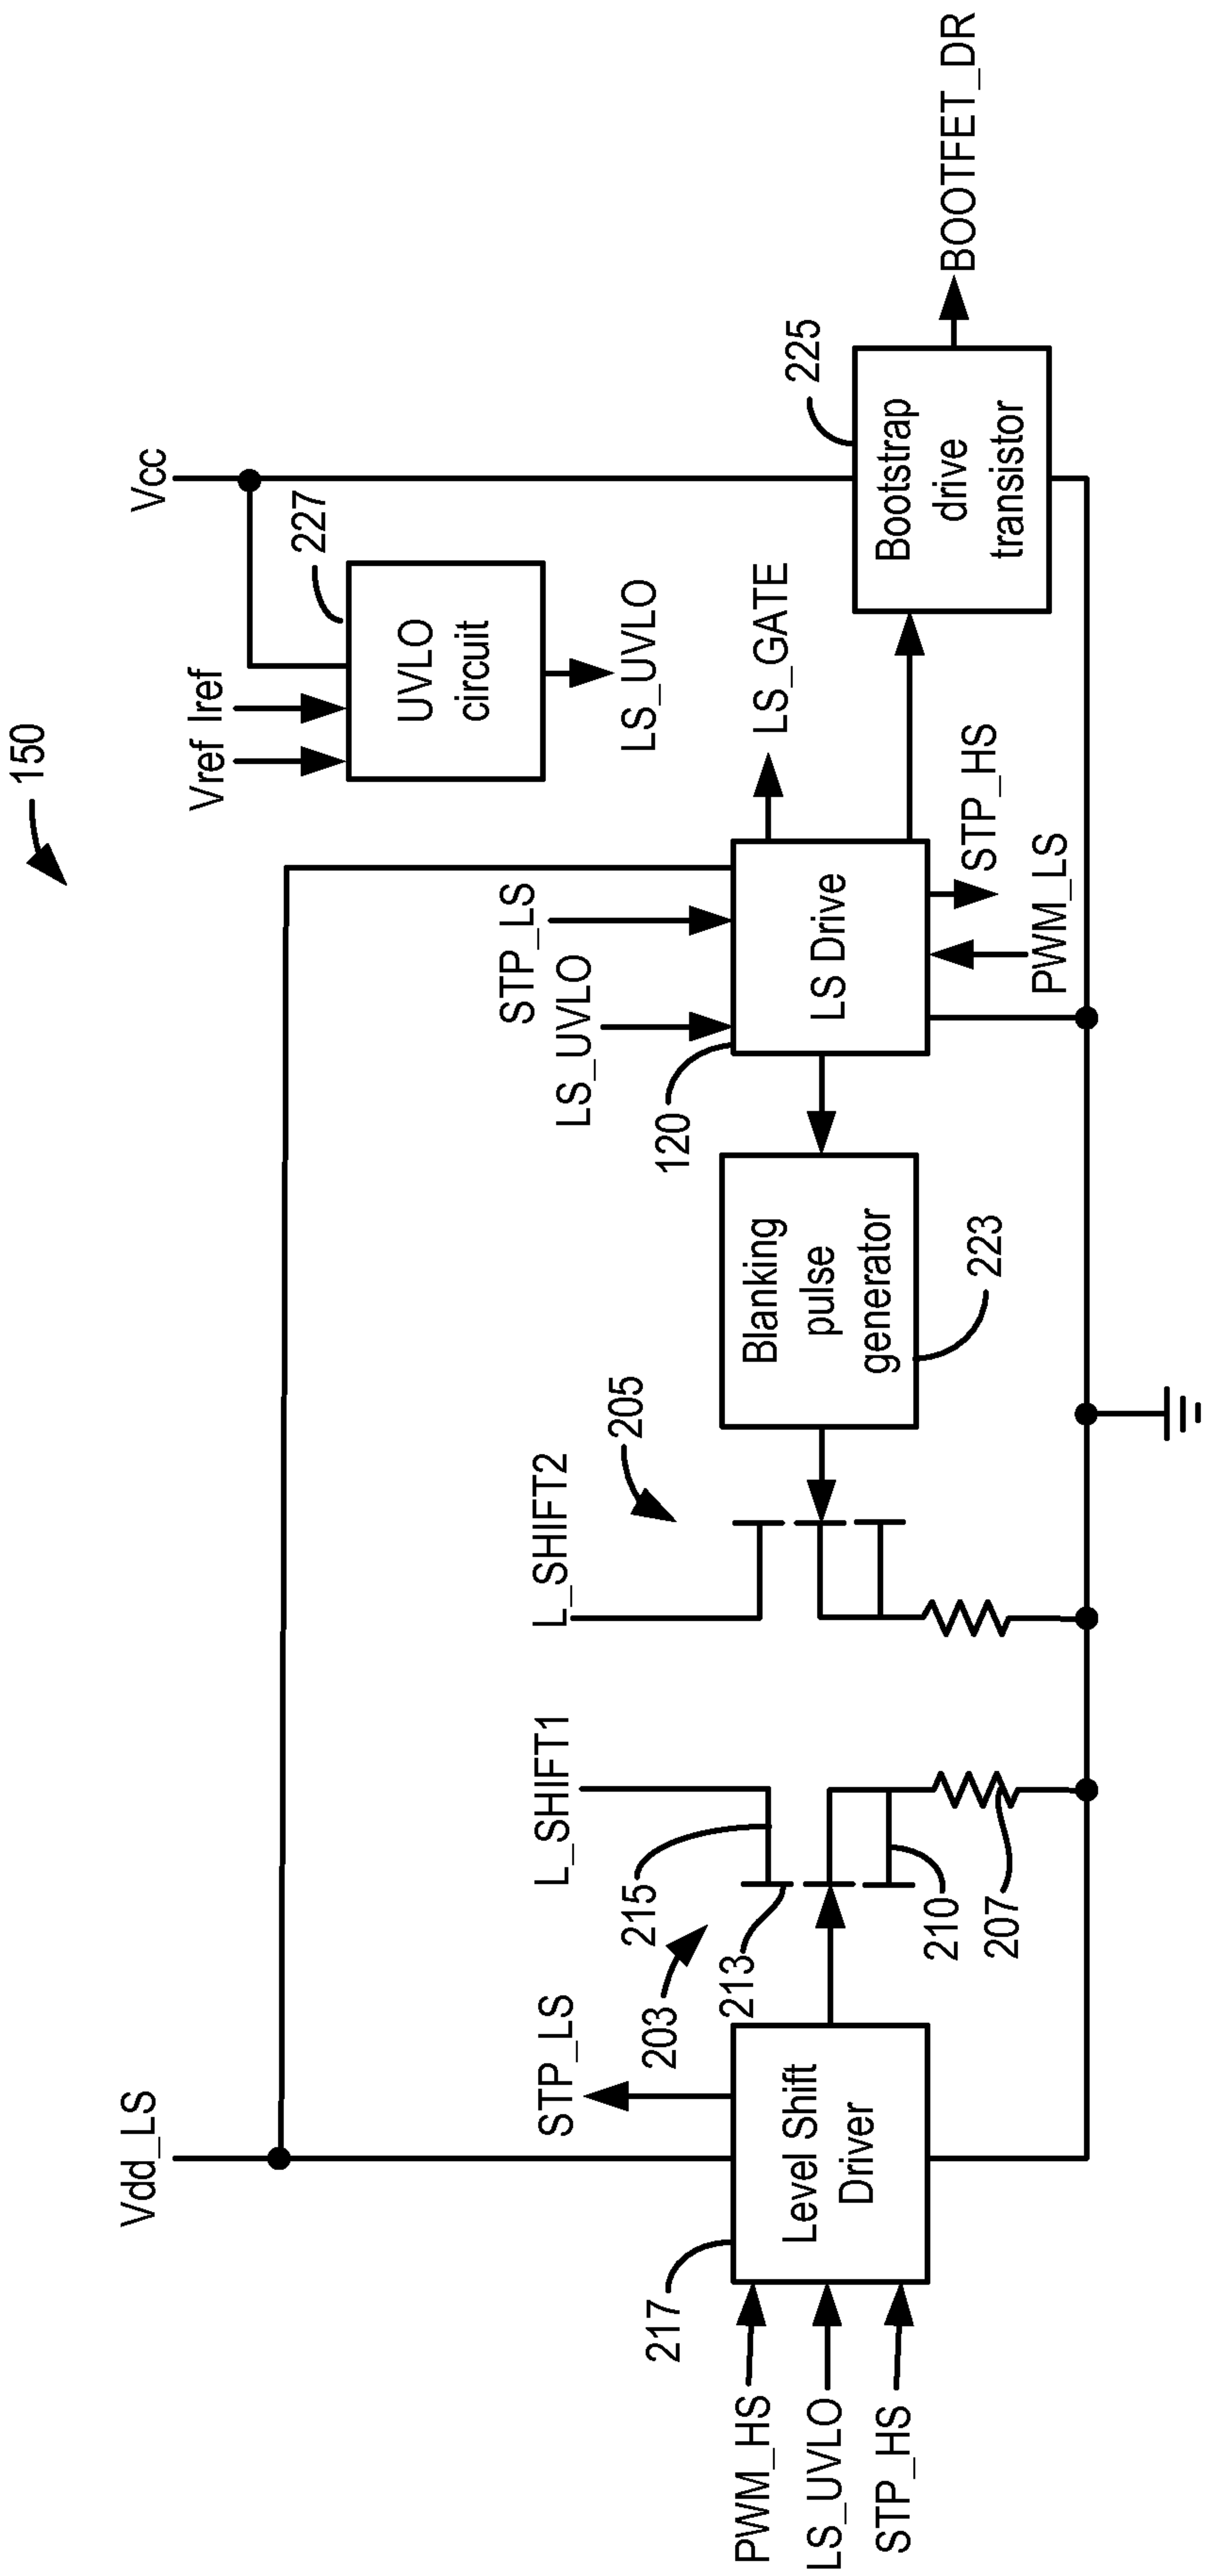 150
Vdd_LS
Vcc
Vref
Iref
UVLO
circuit
227
LS_UVLO
STP_LS
L_SHIFT1
L_SHIFT2
205
STP_LS
LS_UVLO
LS_GATE
225
BOOTFET_DR
217
Level Shift
Driver
203
213
215
210
207
Blanking
pulse
generator
223
120
LS Drive
STP_HS
PWM_LS
Bootstrap
drive
transistor
PWM_HS
LS_UVLO
STP_HS